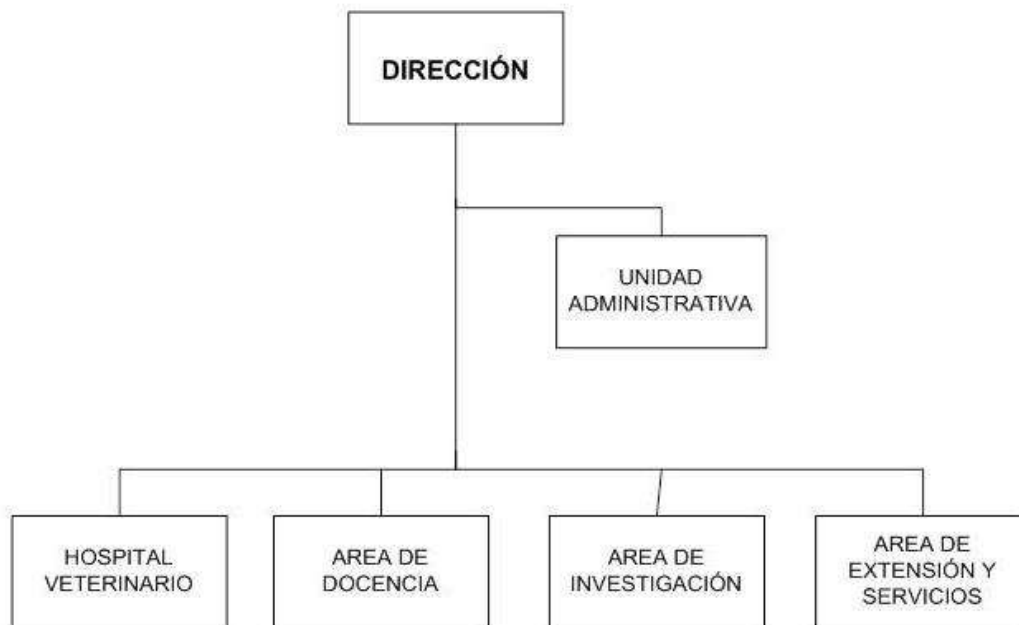 DIRECCIÓN
UNIDAD
ADMINISTRATIVA
HOSPITAL
VETERINARIO
AREA DE
DOCENCIA
AREA DE
INVESTIGACIÓN
AREA DE
EXTENSIÓN Y
SERVICIOS